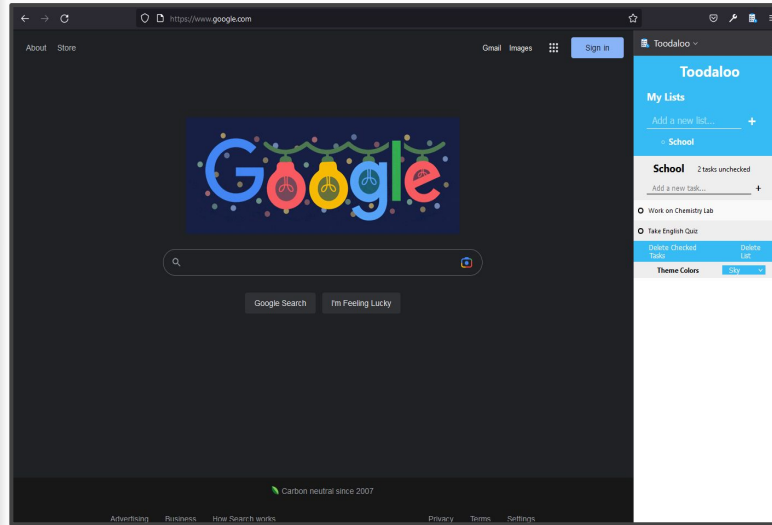 https://www.google.com
About Store
Gmail Images
Sign in
Google
Google Search I'm Feeling Lucky
Carbon neutral since 2007
Advertising Business How Search works
Privacy Terms Settings
Toodaloo
Toodaloo
My Lists
Add a new list... +
School
School 2 tasks unchecked
Add a new task... +
Work on Chemistry Lab
Take English Quiz
Delete Checked Delete
Tasks List
Theme Colors Sky